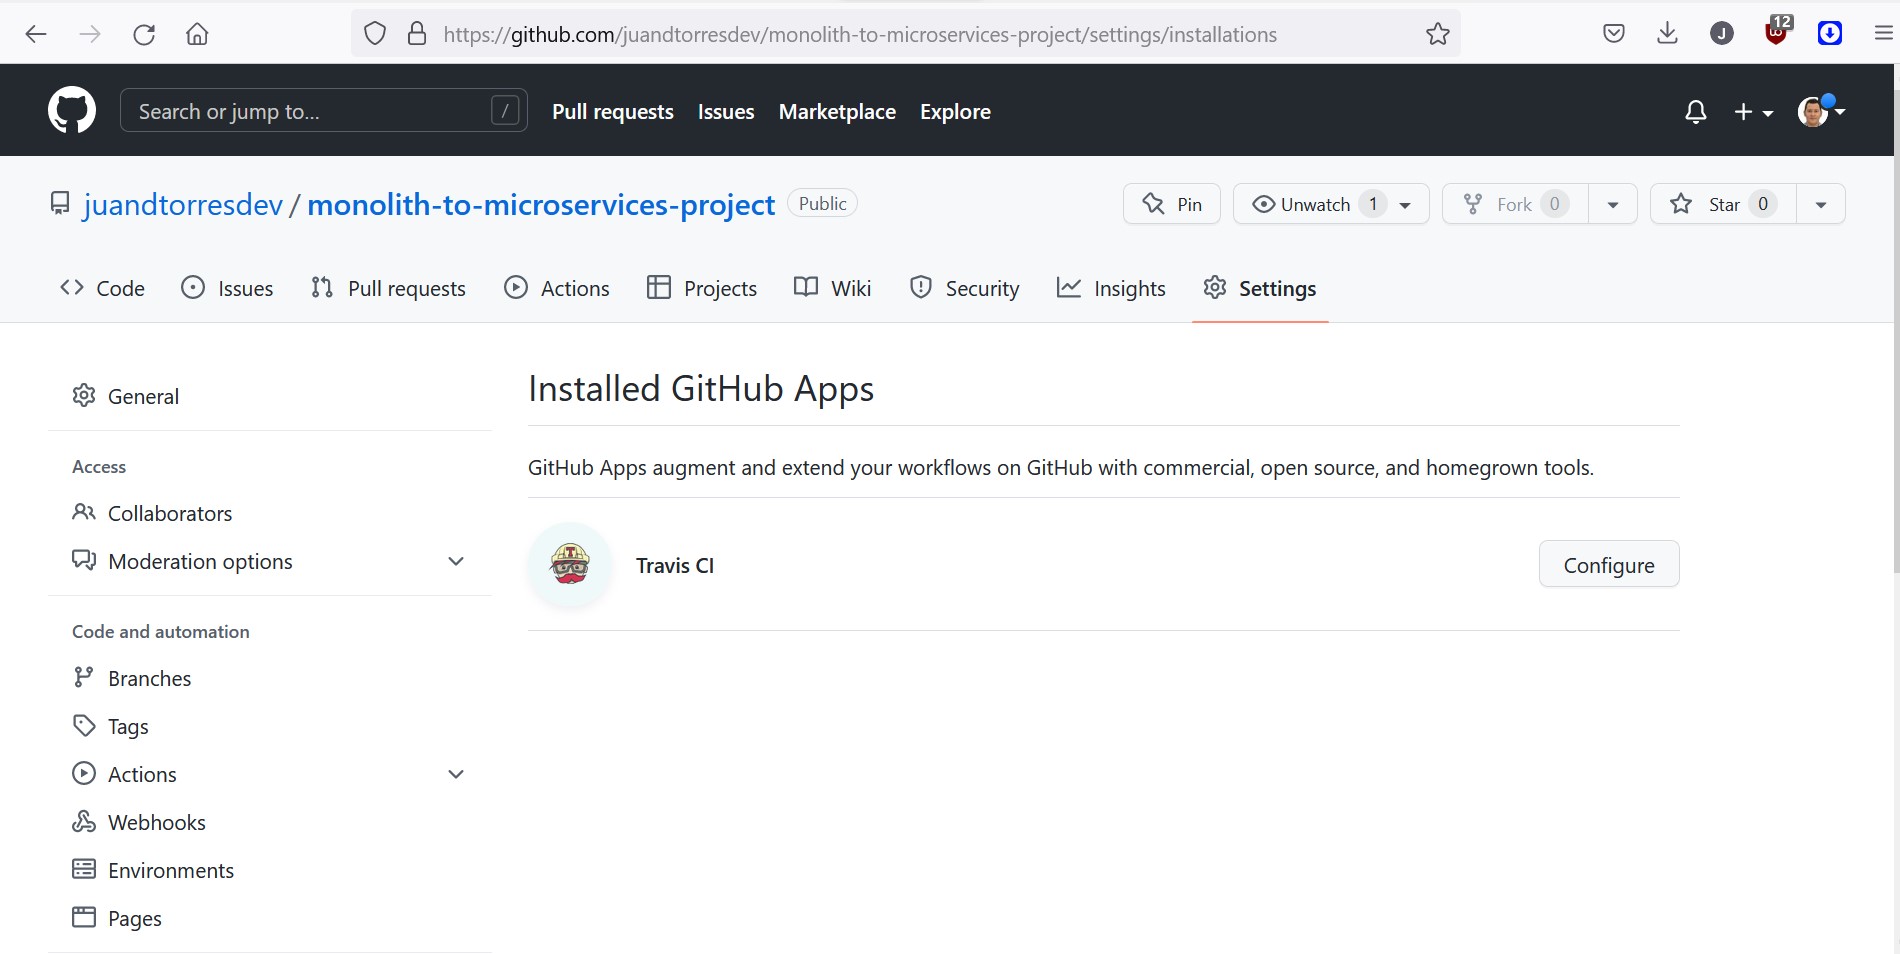 https://github.com/juandtorresdev/monolith-to-microservices-project/settings/installations
J
12
Search or jump to... /
Pull requests Issues Marketplace Explore
juandtorresdev / monolith-to-microservices-project Public
Pin Unwatch 1 Fork 0 Star 0
Code Issues Pull requests Actions Projects Wiki Security Insights Settings
General
Access
Collaborators
Moderation options
Code and automation
Branches
Tags
Actions
Webhooks
Environments
Pages
Installed GitHub Apps
GitHub Apps augment and extend your workflows on GitHub with commercial, open source, and homegrown tools.
T
Travis CI
Configure